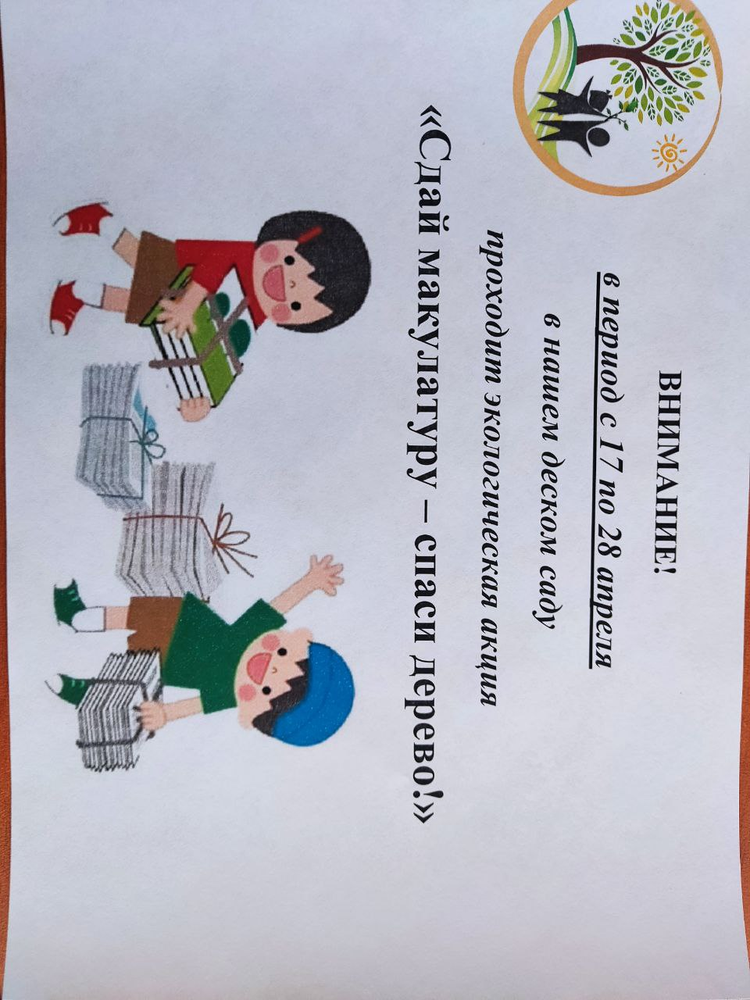 ВНИМАНИЕ!
в период с 17 по 28 апреля
в нашем деском саду
проходит экологическая акция
«Сдай макулатуру – спаси дерево!»